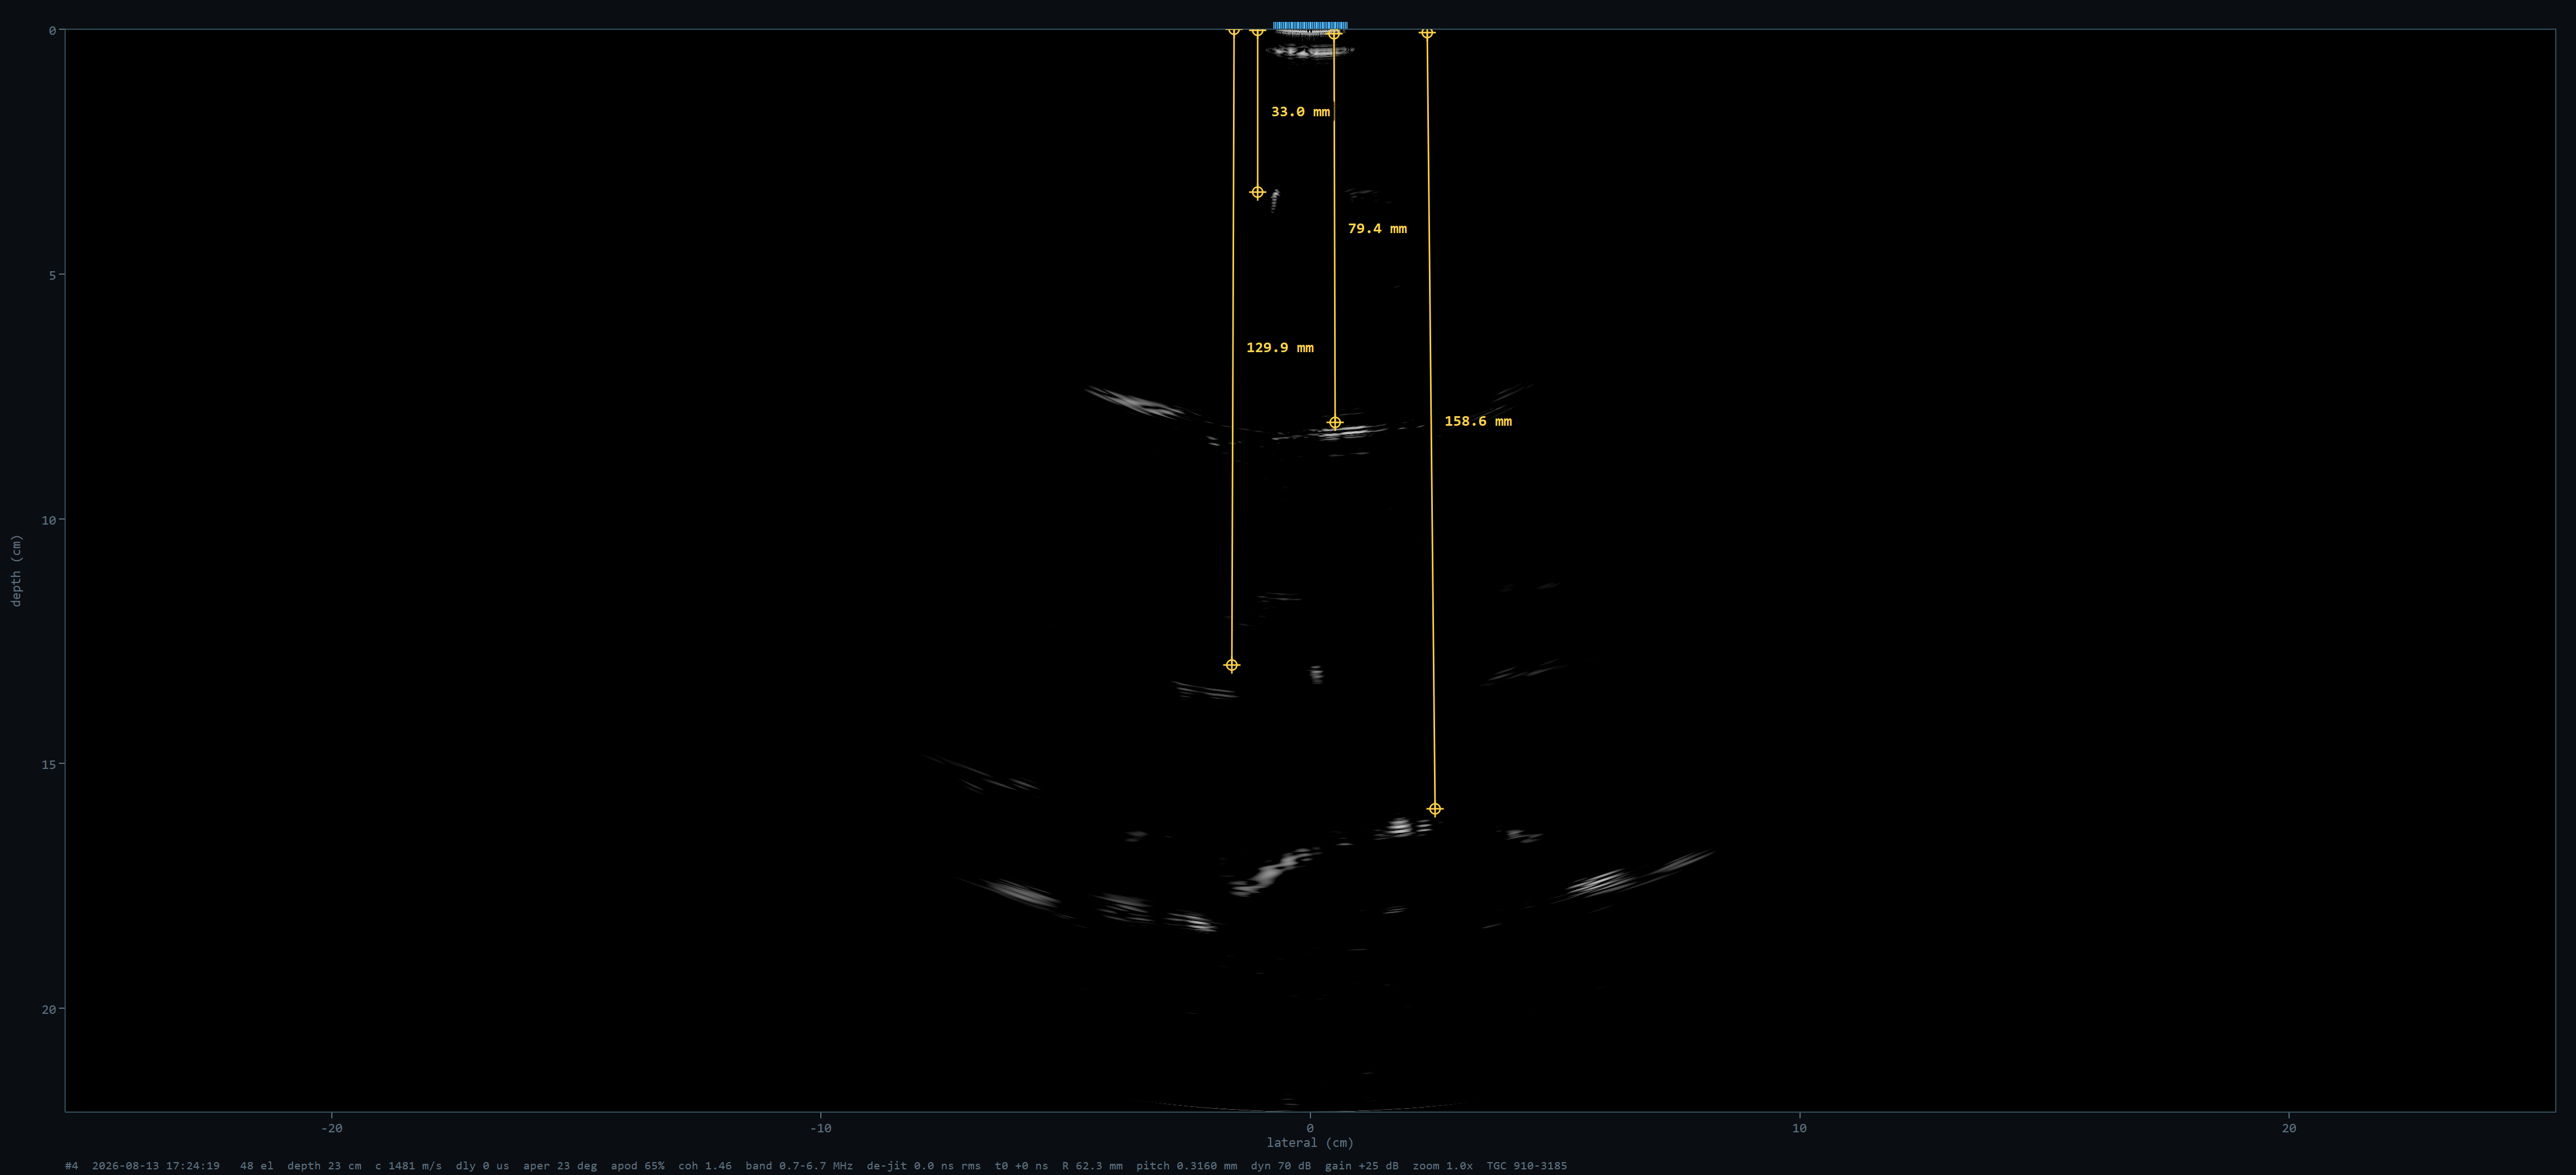 0
33.0 mm
79.4 mm
5
129.9 mm
158.6 mm
10
depth (cm)
15
20
-20 -10 0 10 20
lateral (cm)
#4 2026-08-13 17:24:19 48 el depth 23 cm c 1481 m/s dly 0 us aper 23 deg apod 65% coh 1.46 band 0.7-6.7 MHz de-jit 0.0 ns rms t0 +0 ns R 62.3 mm pitch 0.3160 mm dyn 70 dB gain +25 dB zoom 1.0x TGC 910-3185